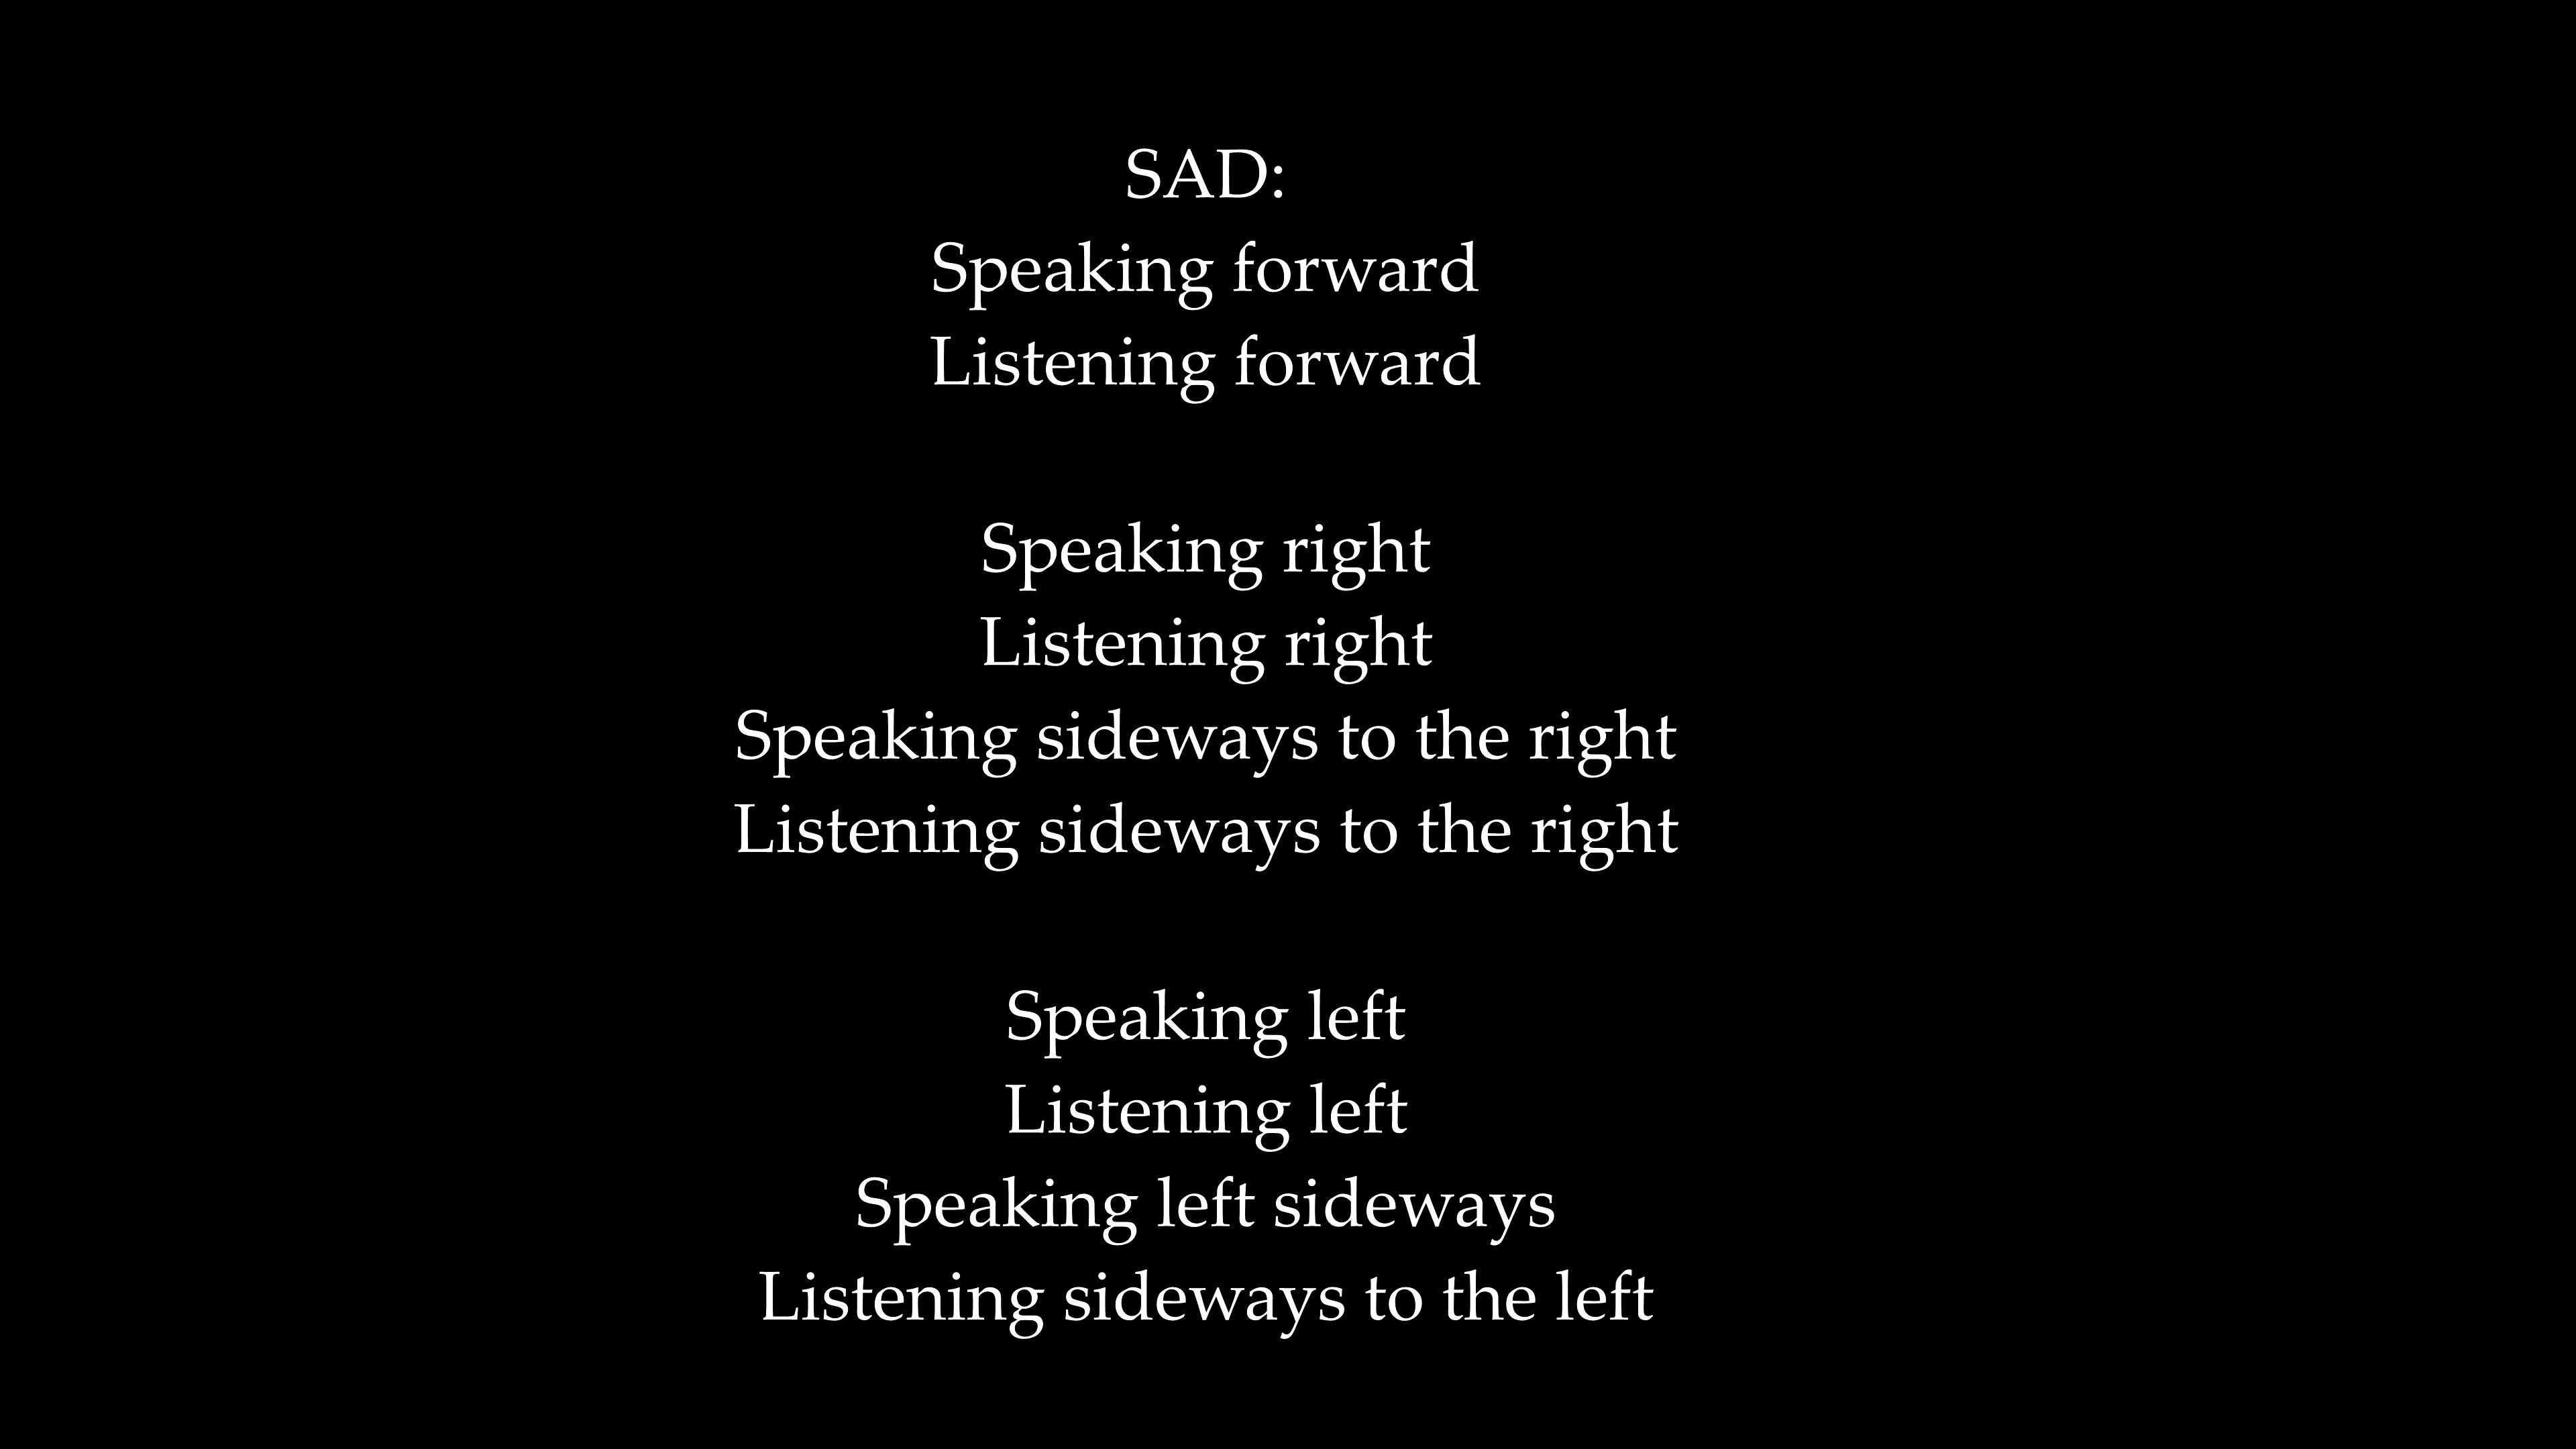 SAD:
Speaking forward
Listening forward
Speaking right
Listening right
Speaking sideways to the right
Listening sideways to the right
Speaking left
Listening left
Speaking left sideways
Listening sideways to the left